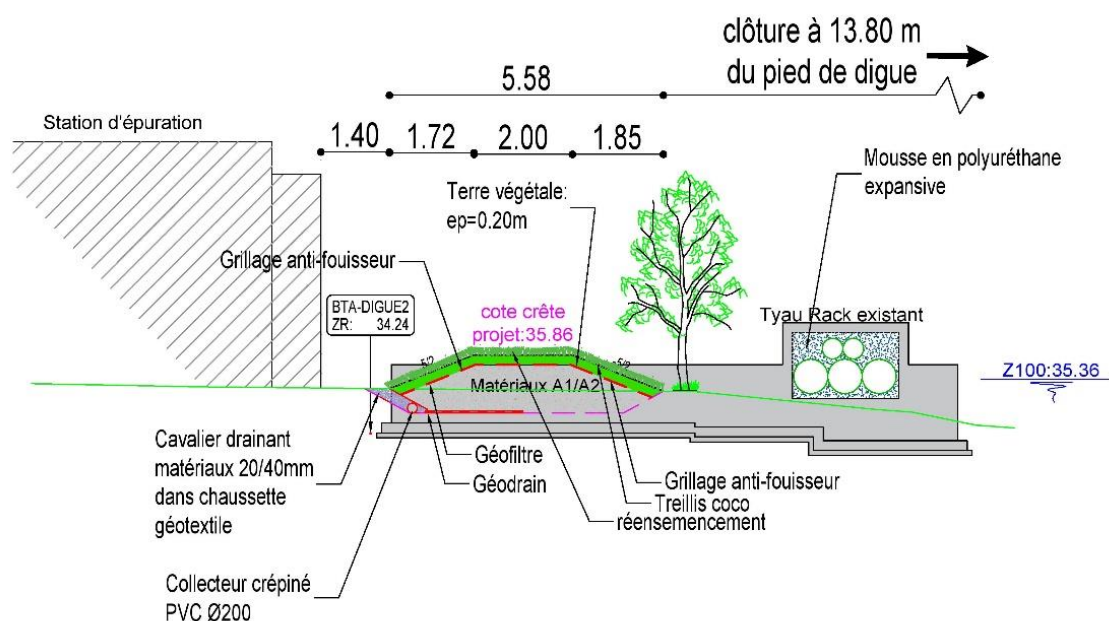 clôture à 13.80 m
du pied de digue
5.58
Station d'épuration
1.40
1.72
2.00
1.85
Mousse en polyuréthane
expansive
Terre végétale:
ep=0.20m
Grillage anti-fouisseur
BTA-DIGUE2
ZR: 34.24
cote crête
projet:35.86
Tyau Rack existant
5/2
Matériaux A1/A2
Z100:35.36
Cavalier drainant
matériaux 20/40mm
dans chaussette
géotextile
Géofiltre
Géodrain
Grillage anti-fouisseur
Treillis coco
réensemencement
Collecteur crépiné
PVC Ø200